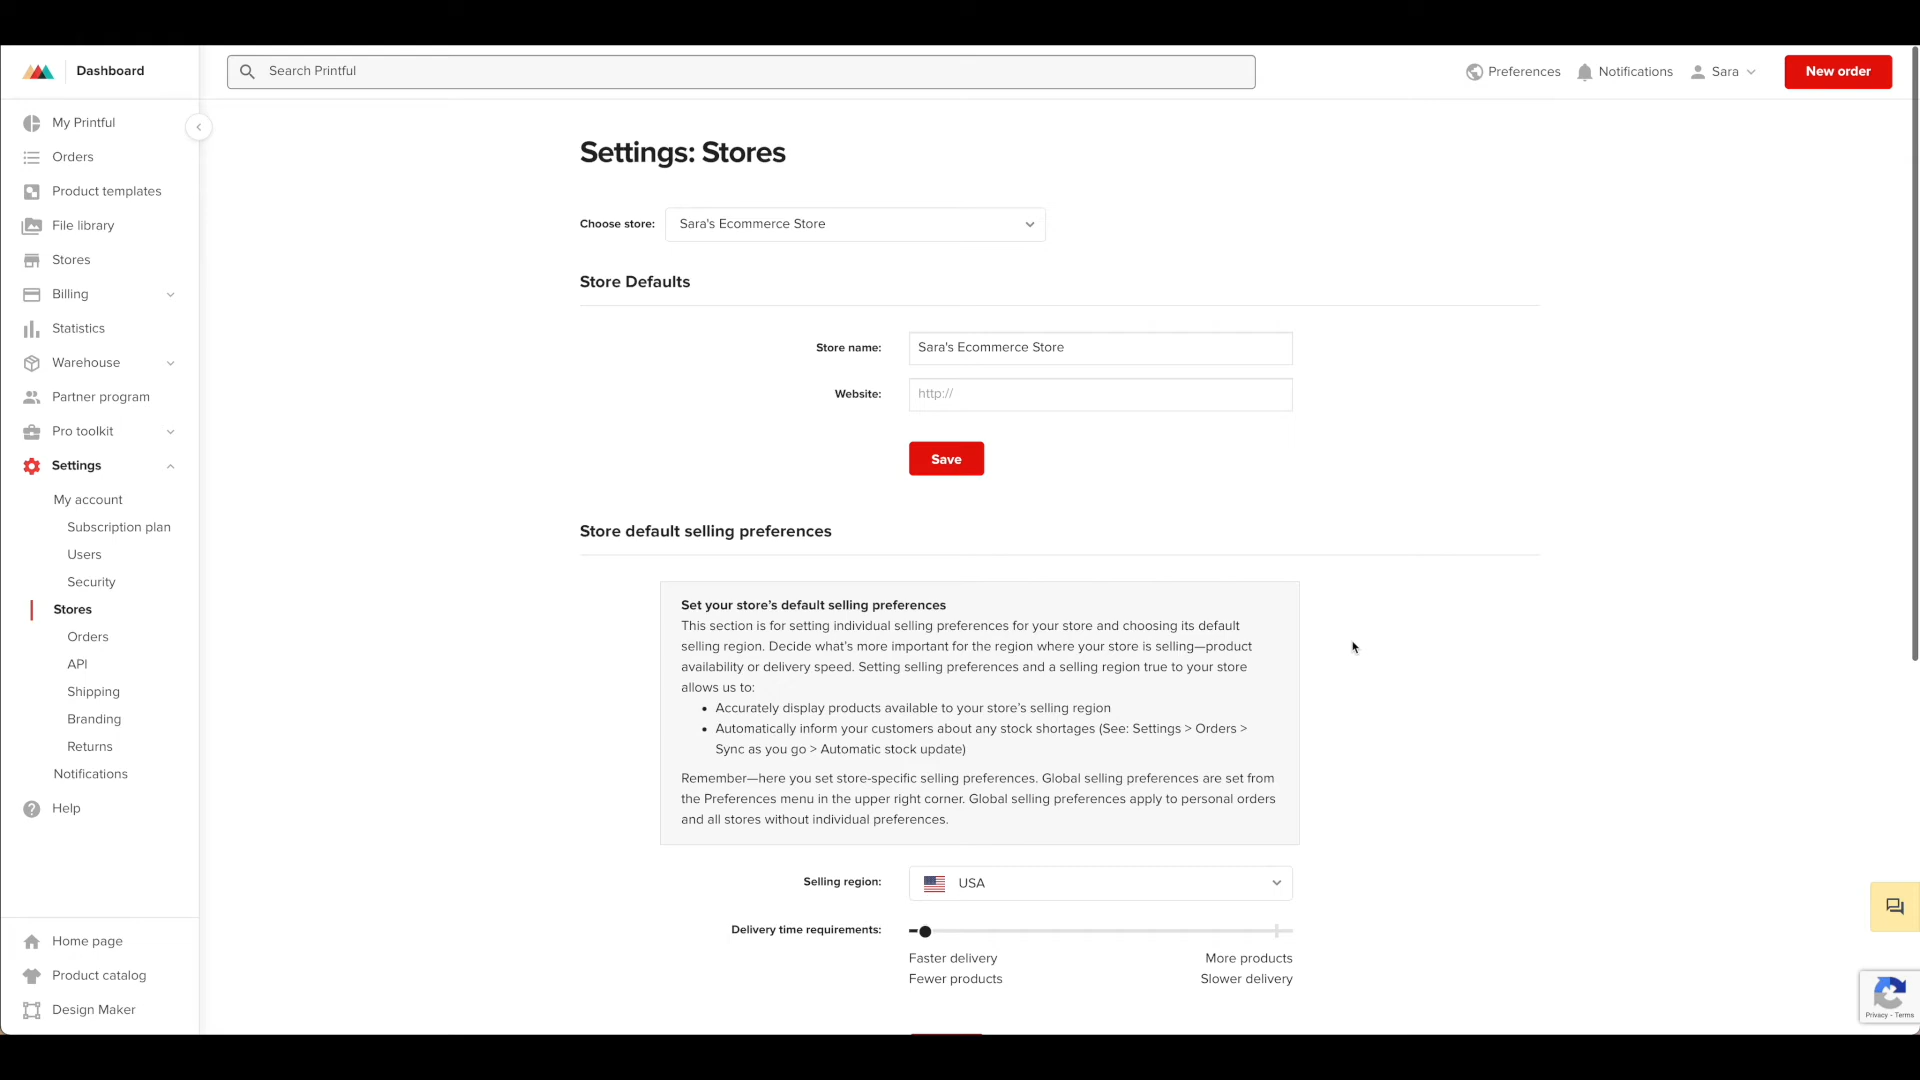 Dashboard
Search Printful
Preferences
Notifications
Sara
New order
My Printful
Orders
Product templates
File library
Stores
Billing
Statistics
Warehouse
Partner program
Pro toolkit
Settings
My account
Subscription plan
Users
Security
Stores
Orders
API
Shipping
Branding
Returns
Notifications
Help
Home page
Product catalog
Design Maker
Settings: Stores
Choose store:
Sara's Ecommerce Store
Store Defaults
Store name:
Sara's Ecommerce Store
Website:
http://
Save
Store default selling preferences
Set your store’s default selling preferences
This section is for setting individual selling preferences for your store and choosing its default
selling region. Decide what’s more important for the region where your store is selling—product
availability or delivery speed. Setting selling preferences and a selling region true to your store
allows us to:
• Accurately display products available to your store’s selling region
• Automatically inform your customers about any stock shortages (See: Settings > Orders >
Sync as you go > Automatic stock update)
Remember—here you set store-specific selling preferences. Global selling preferences are set from
the Preferences menu in the upper right corner. Global selling preferences apply to personal orders
and all stores without individual preferences.
Selling region:
USA
Delivery time requirements:
Faster delivery
Fewer products
More products
Slower delivery
Privacy - Terms